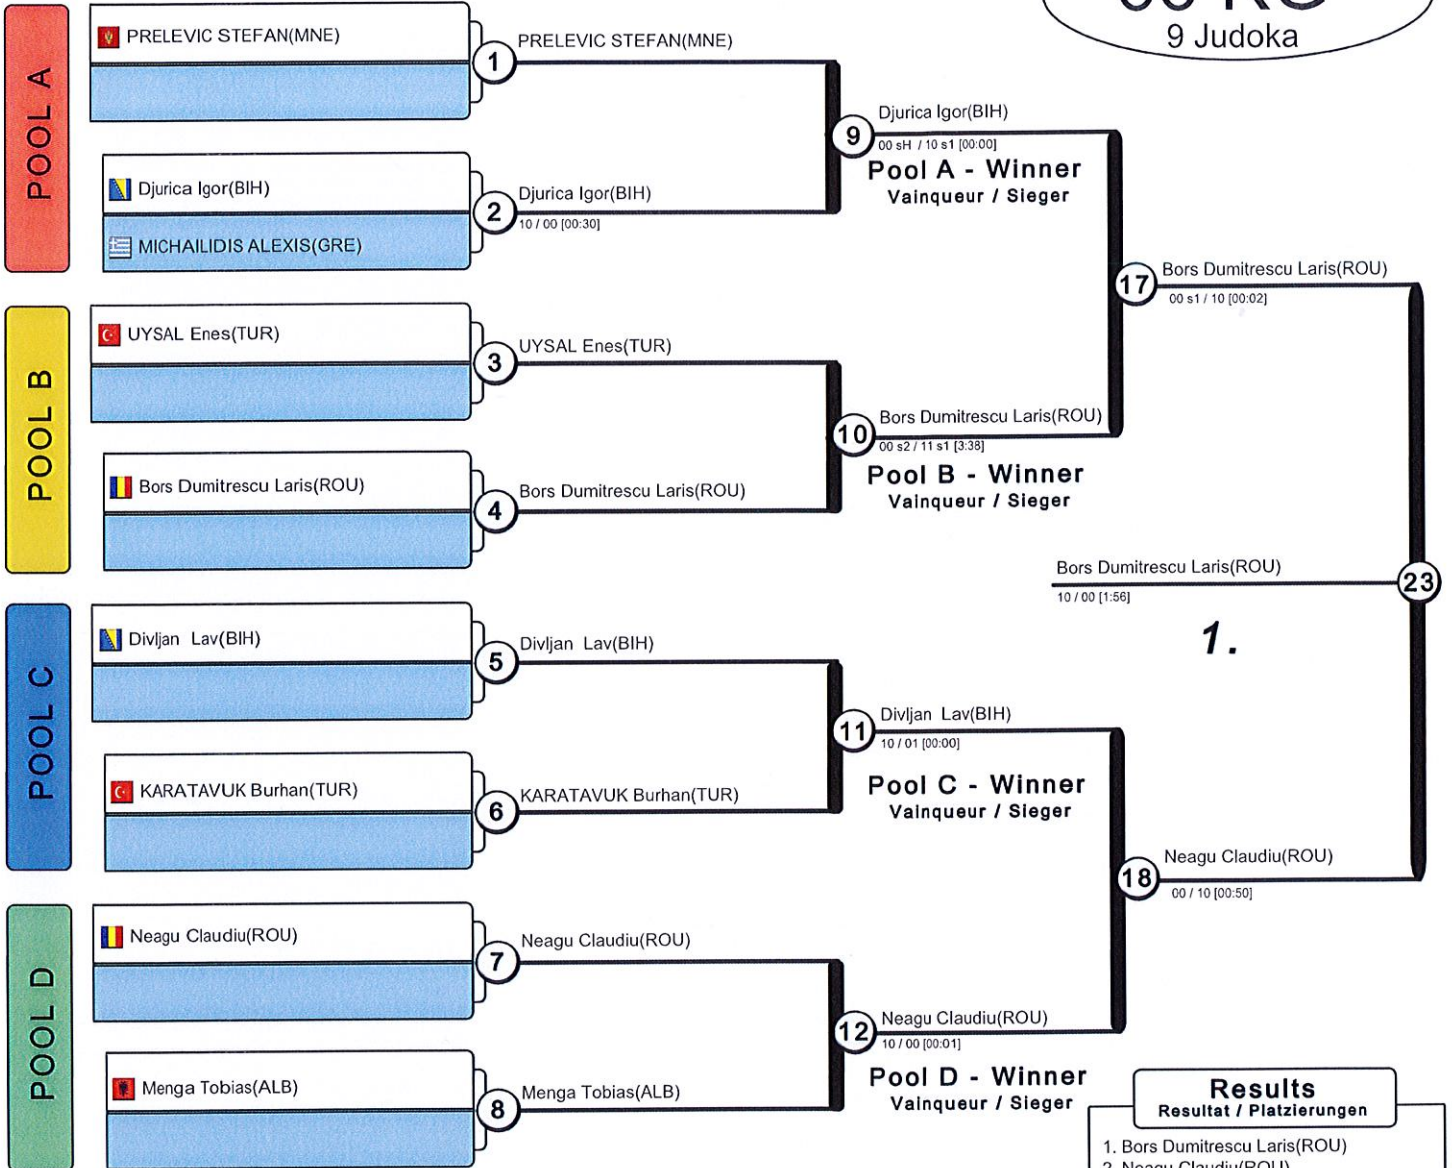 KG
9 Judoka
POOL A
PRELEVIC STEFAN(MNE)
1
PRELEVIC STEFAN(MNE)
Djurica Igor(BIH)
MICHAILIDIS ALEXIS(GRE)
2
Djurica Igor(BIH)
10 / 00 [00:30]
9
Djurica Igor(BIH)
00 sH / 10 s1 [00:00]
Pool A - Winner
Vainqueur / Sieger
POOL B
UYSAL Enes(TUR)
3
UYSAL Enes(TUR)
Bors Dumitrescu Laris(ROU)
4
Bors Dumitrescu Laris(ROU)
10
Bors Dumitrescu Laris(ROU)
00 s2 / 11 s1 [3:38]
Pool B - Winner
Vainqueur / Sieger
17
Bors Dumitrescu Laris(ROU)
00 s1 / 10 [00:02]
Bors Dumitrescu Laris(ROU)
10 / 00 [1:56]
23
1.
POOL C
Divljan Lav(BIH)
5
Divljan Lav(BIH)
KARATAVUK Burhan(TUR)
6
KARATAVUK Burhan(TUR)
11
Divljan Lav(BIH)
10 / 01 [00:00]
Pool C - Winner
Vainqueur / Sieger
18
Neagu Claudiu(ROU)
00 / 10 [00:50]
POOL D
Neagu Claudiu(ROU)
7
Neagu Claudiu(ROU)
Menga Tobias(ALB)
8
Menga Tobias(ALB)
12
Neagu Claudiu(ROU)
10 / 00 [00:01]
Pool D - Winner
Vainqueur / Sieger
Results
Resultat / Platzierungen
1. Bors Dumitrescu Laris(ROU)
2. Neagu Claudiu(ROU)